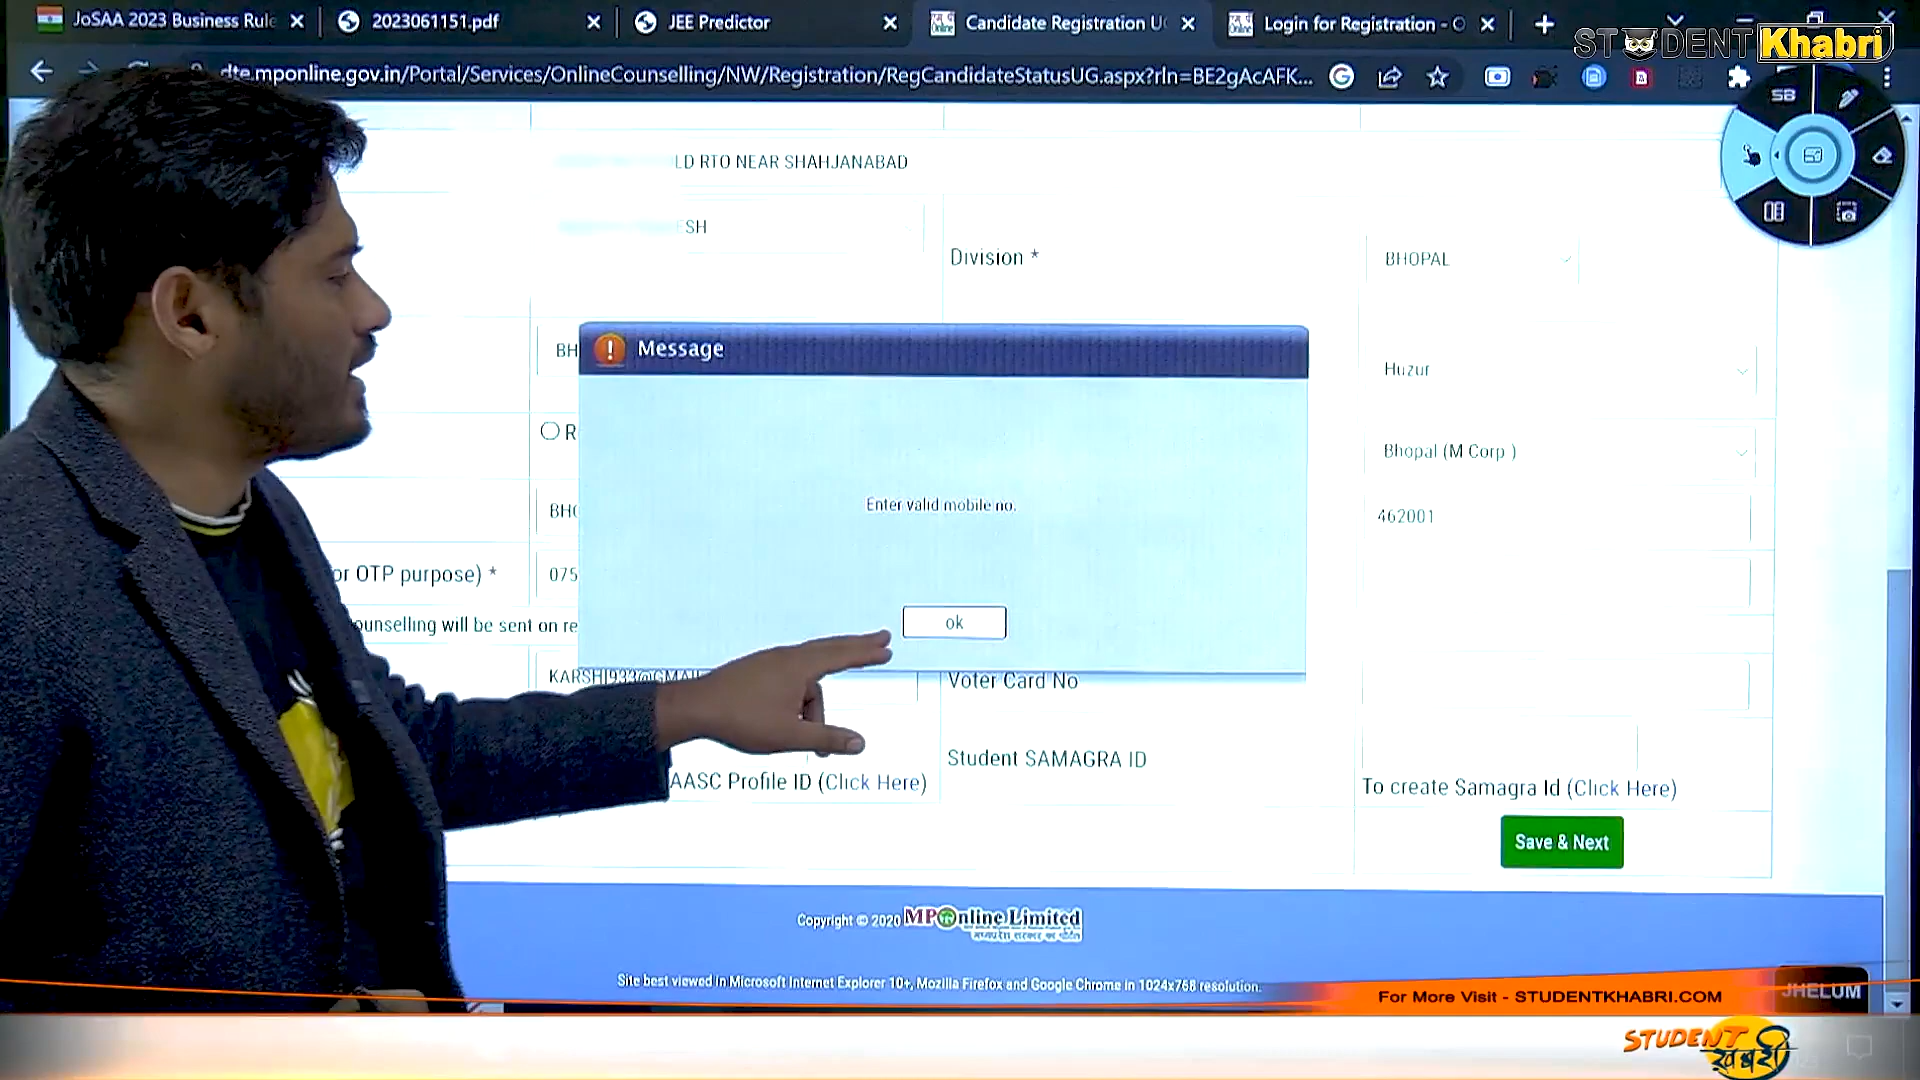 JoSAA 2023 Business Rule
2023061151.pdf
JEE Predictor
Candidate Registration
Login for Registration -
STUDENT Khabri
dte.mponline.gov.in/Portal/Services/OnlineCounselling/NW/Registration/RegCandidateStatusUG.aspx?rln=BE2gAcAFK...
SB
LD RTO NEAR SHAHJANABAD
ESH
Division *
BHOPAL
BH
Message
Huzur
R
Bhopal (M Corp )
Enter valid mobile no.
BHO
462001
or OTP purpose) *
075
ok
ounselling will be sent on re
KARSHI933@GMAIL
Voter Card No
Student SAMAGRA ID
AASC Profile ID (Click Here)
To create Samagra Id (Click Here)
Save & Next
Copyright © 2020 MPOnline Limited
Site best viewed in Microsoft Internet Explorer 10+, Mozilla Firefox and Google Chrome in 1024x768 resolution.
For More Visit - STUDENTKHABRI.COM
JHELUM
STUDENT
खबरी